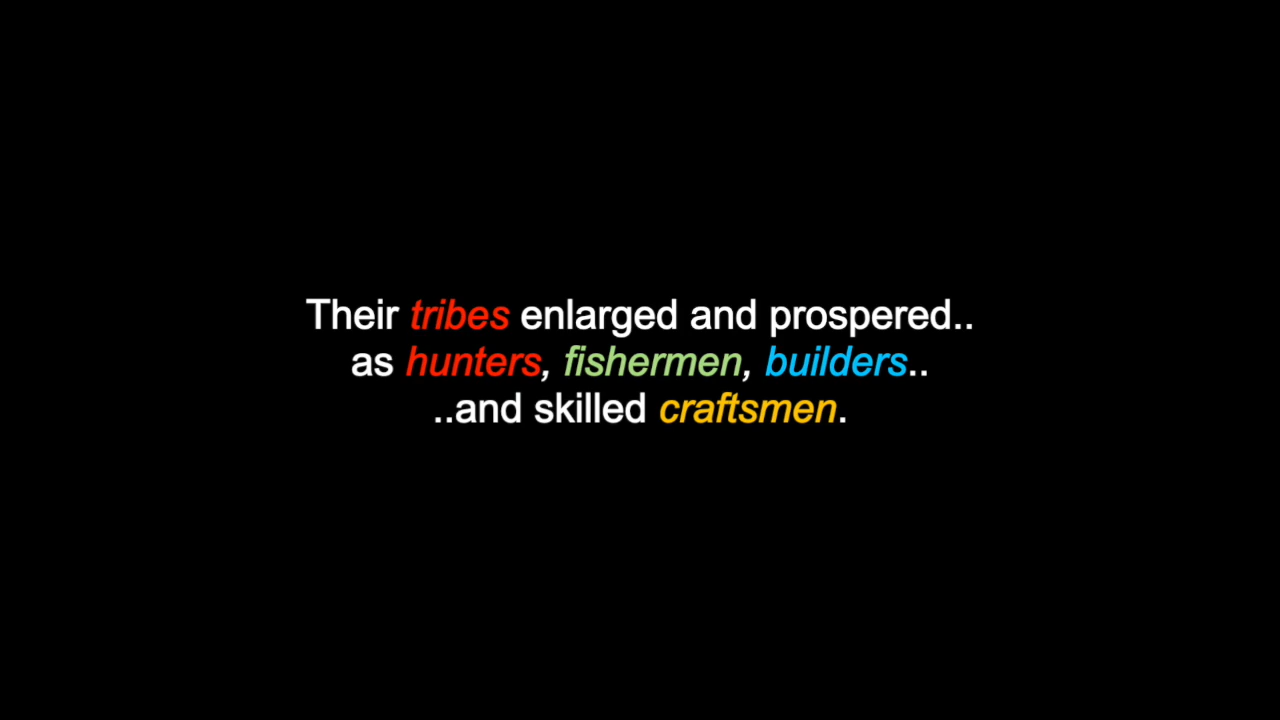 Their tribes enlarged and prospered..
as hunters, fishermen, builders..
..and skilled craftsmen.